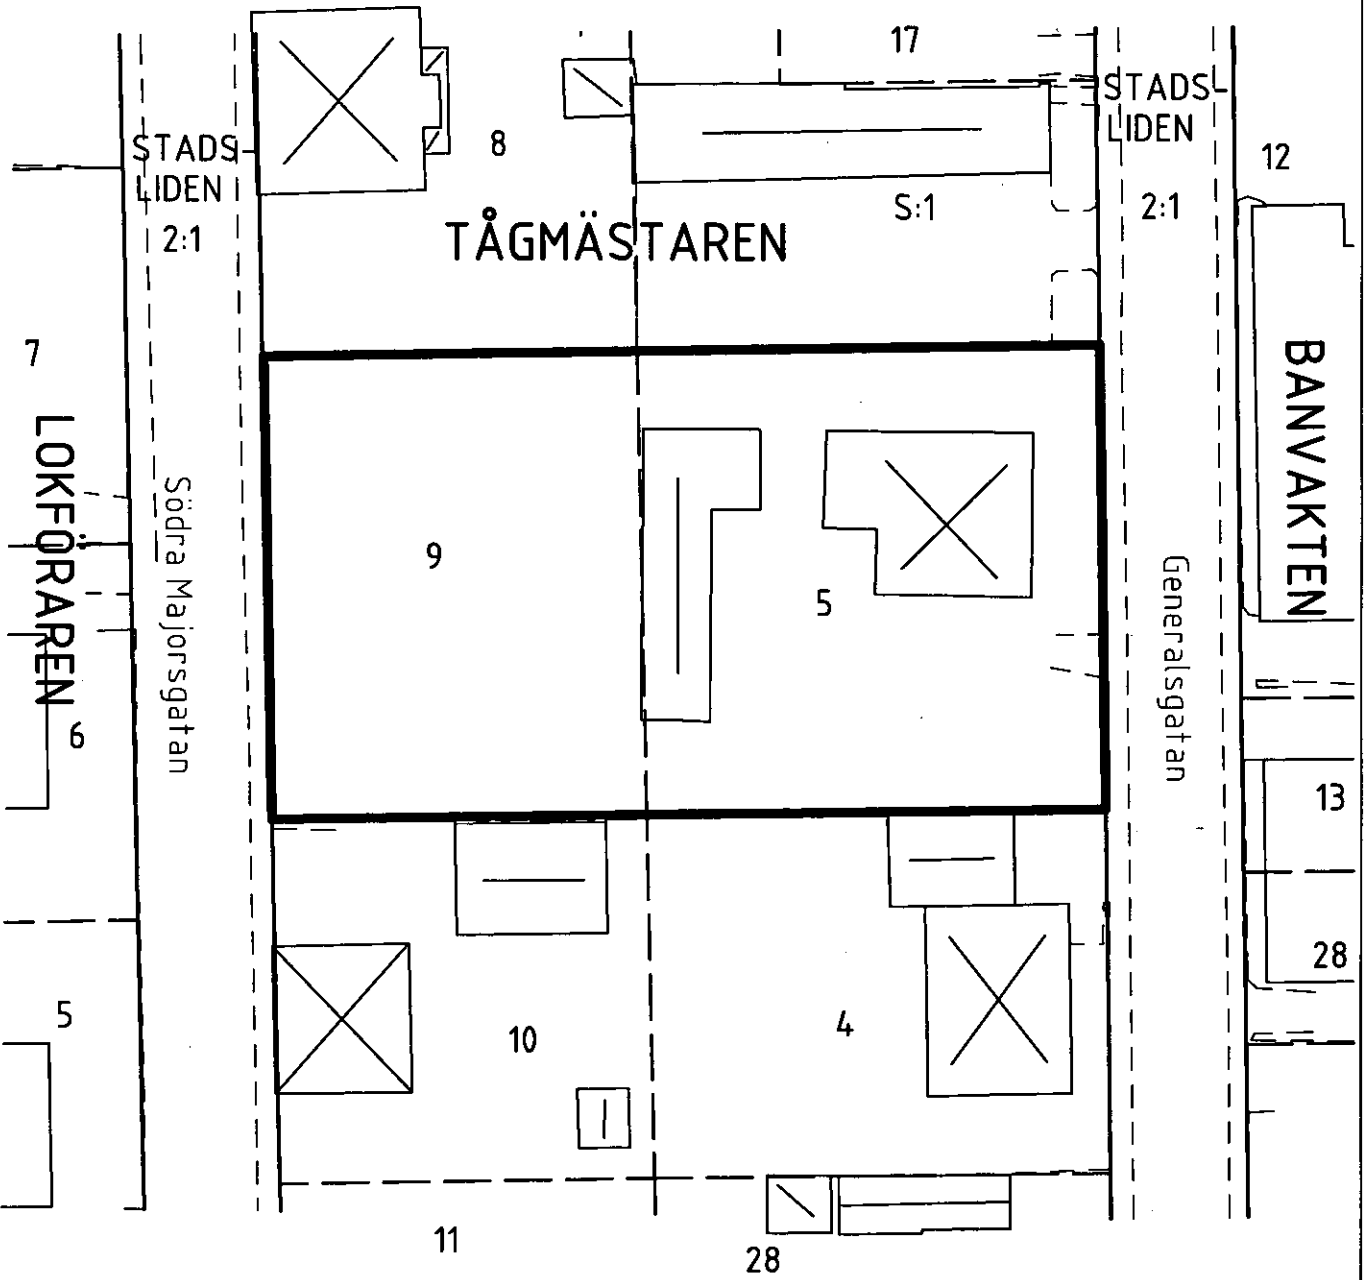 17
STADS-
LIDEN
2:1
8
STADS-
LIDEN
2:1
12
S:1
TÅGMÄSTAREN
7
LOKFÖRAREN
Södra Majorsgatan
9
5
Generalsgatan
BANVAKTEN
6
13
28
5
10
4
11
28